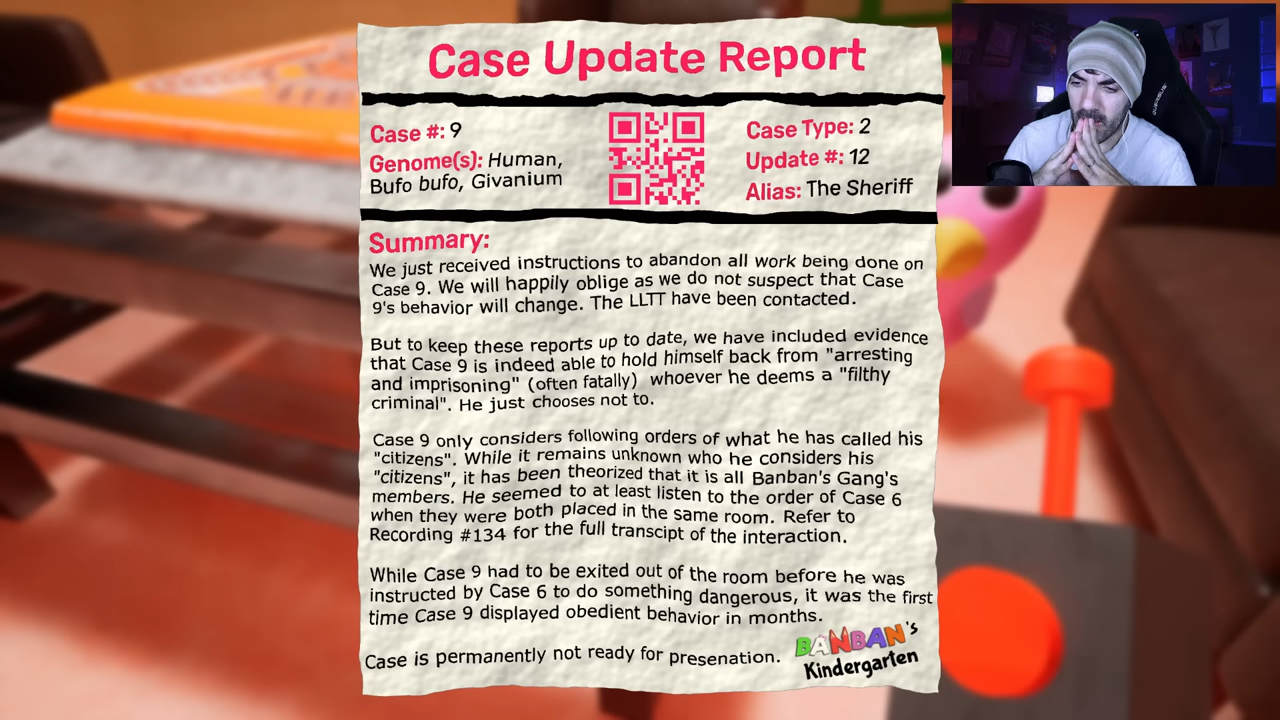 Case Update Report
Case #: 9
Genome(s): Human,
Bufo bufo, Givanium
Case Type: 2
Update #: 12
Alias: The Sheriff
Summary:
We just received instructions to abandon all work being done on
Case 9. We will happily oblige as we do not suspect that Case
9's behavior will change. The LLTT have been contacted.
But to keep these reports up to date, we have included evidence
that Case 9 is indeed able to hold himself back from "arresting
and imprisoning" (often fatally) whoever he deems a "filthy
criminal". He just chooses not to.
Case 9 only considers following orders of what he has called his
"citizens". While it remains unknown who he considers his
"citizens", it has been theorized that it is all Banban's Gang's
members. He seemed to at least listen to the order of Case 6
when they were both placed in the same room. Refer to
Recording #134 for the full transcipt of the interaction.
While Case 9 had to be exited out of the room before he was
instructed by Case 6 to do something dangerous, it was the first
time Case 9 displayed obedient behavior in months.
Case is permanently not ready for presenation.
BANBAN's
Kindergarten